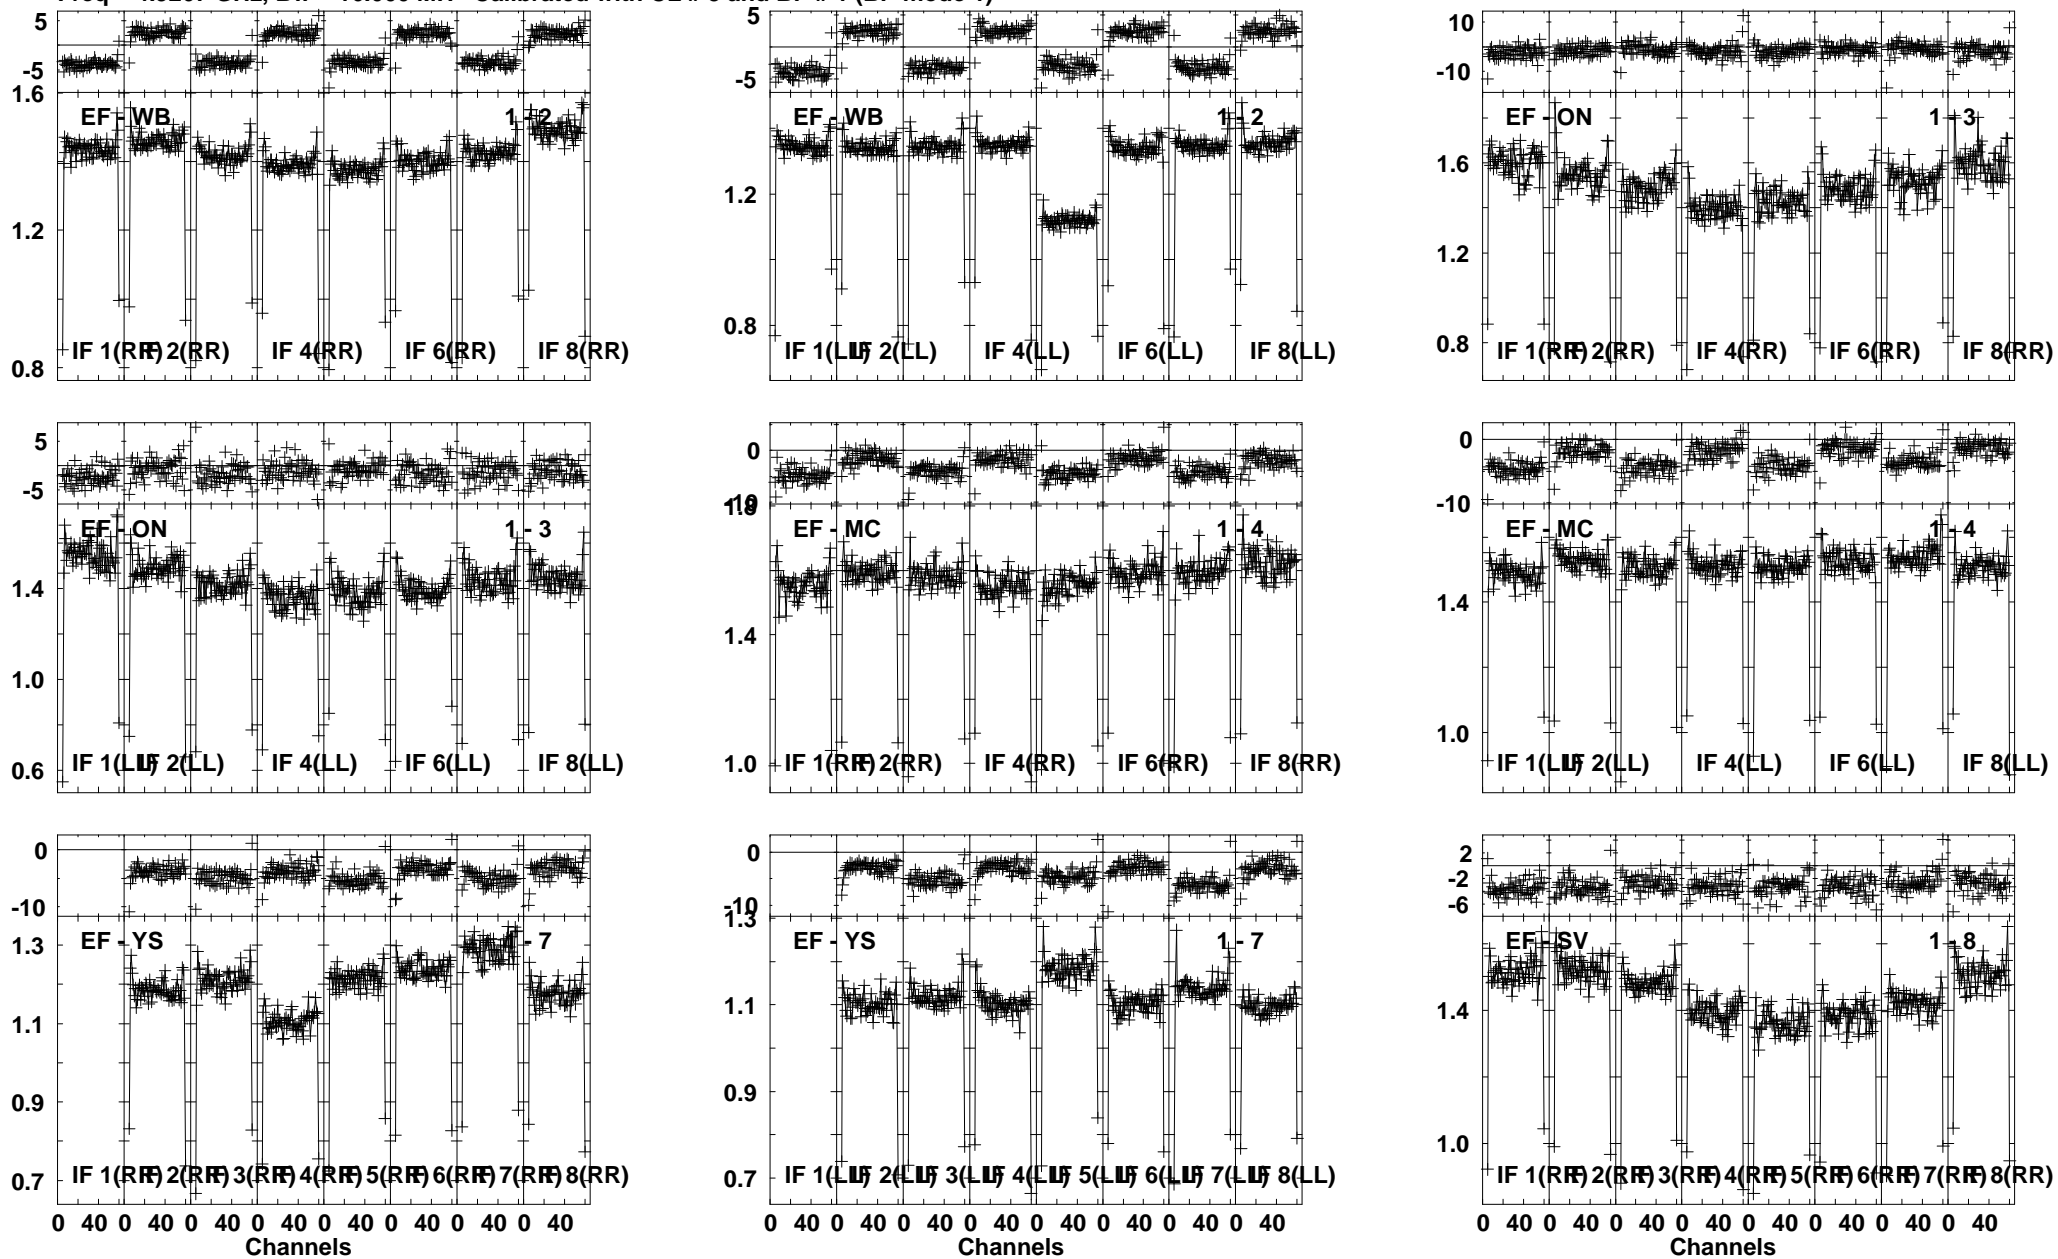 5
-5
1.6
EF - WB 1 - 2
1.2
0.8
IF 1(RR) IF 2(RR) IF 4(RR) IF 6(RR) IF 8(RR)
5
-5
EF - WB 1 - 2
1.2
0.8
IF 1(LL) IF 2(LL) IF 4(LL) IF 6(LL) IF 8(LL)
10
-10
EF - ON 1 - 3
1.6
1.2
0.8
IF 1(RR) IF 2(RR) IF 4(RR) IF 6(RR) IF 8(RR)
5
-5
EF - ON 1 - 3
1.4
1.0
0.6
IF 1(LL) IF 2(LL) IF 4(LL) IF 6(LL) IF 8(LL)
0
-10
1.8
EF - MC 1 - 4
1.4
1.0
IF 1(RR) IF 2(RR) IF 4(RR) IF 6(RR) IF 8(RR)
0
-10
EF - MC 1 - 4
1.4
1.0
IF 1(LL) IF 2(LL) IF 4(LL) IF 6(LL) IF 8(LL)
0
-10
EF - YS 1 - 7
1.3
1.1
0.9
0.7
IF 1(RR) IF 2(RR) IF 3(RR) IF 4(RR) IF 5(RR) IF 6(RR) IF 7(RR) IF 8(RR)
0 40 0 40 0 40 0 40 0 40 0 40 0 40 0 40
Channels
0
-10
1.3
EF - YS 1 - 7
1.1
0.9
0.7
IF 1(LL) IF 2(LL) IF 3(LL) IF 4(LL) IF 5(LL) IF 6(LL) IF 7(LL) IF 8(LL)
0 40 0 40 0 40 0 40 0 40 0 40 0 40 0 40
Channels
2
-2
-6
EF - SV 1 - 8
1.4
1.0
IF 1(RR) IF 2(RR) IF 3(RR) IF 4(RR) IF 5(RR) IF 6(RR) IF 7(RR) IF 8(RR)
0 40 0 40 0 40 0 40 0 40 0 40 0 40 0 40
Channels